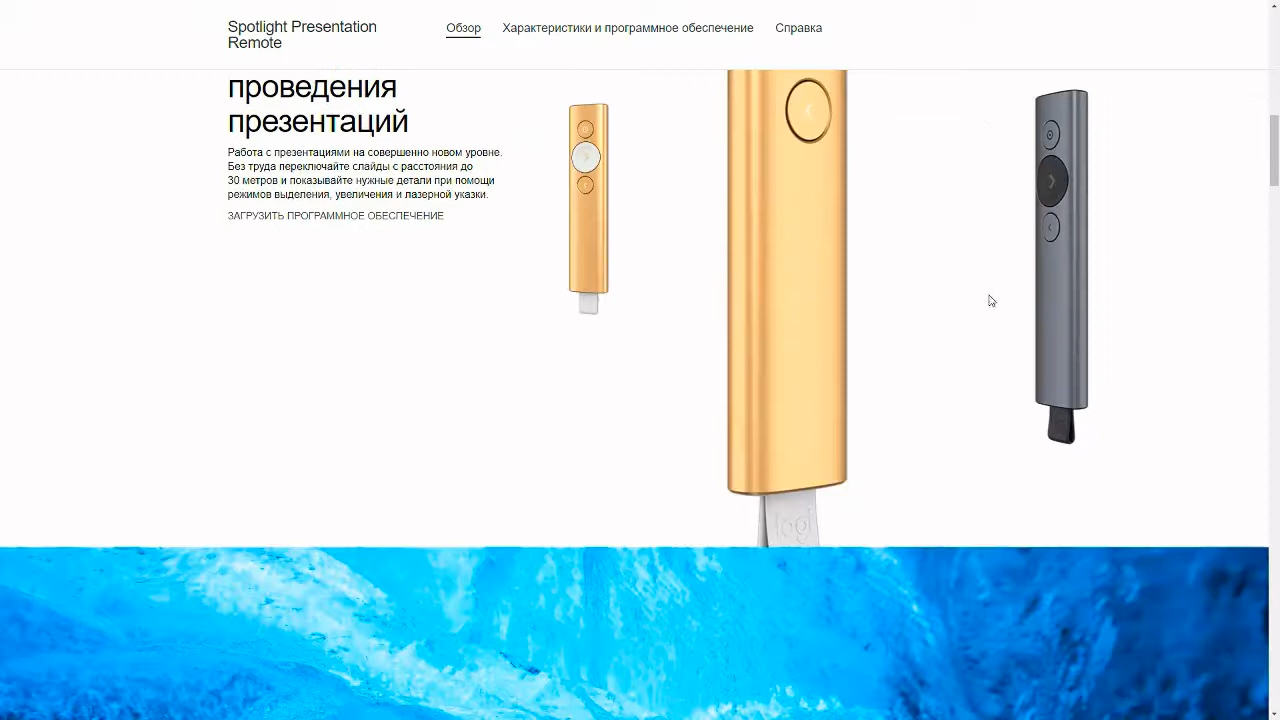 Spotlight Presentation
Remote
Обзор
Характеристики и программное обеспечение
Справка
проведения
презентаций
Работа с презентациями на совершенно новом уровне.
Без труда переключайте слайды с расстояния до
30 метров и показывайте нужные детали при помощи
режимов выделения, увеличения и лазерной указки.
ЗАГРУЗИТЬ ПРОГРАММНОЕ ОБЕСПЕЧЕНИЕ
logi